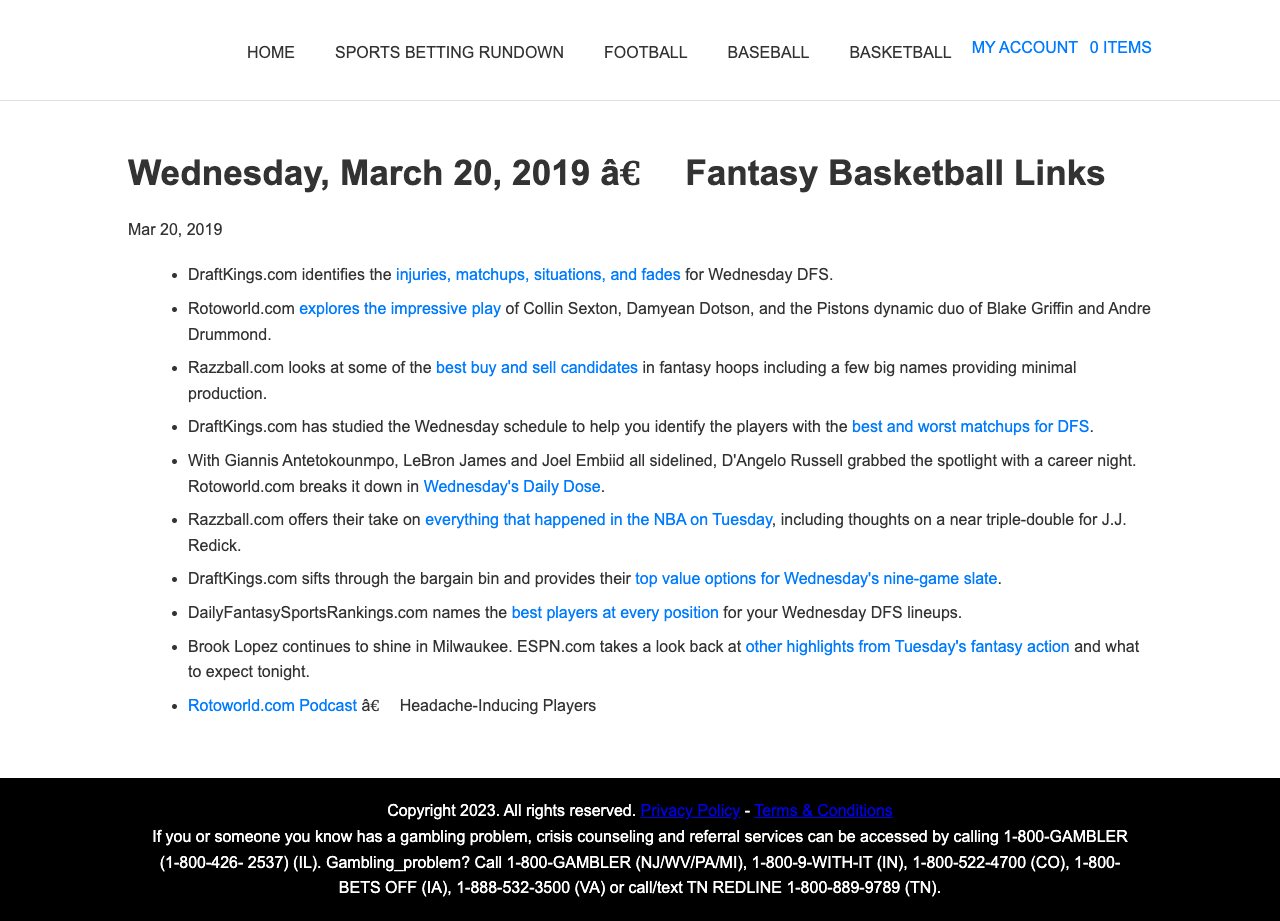 HOME SPORTS BETTING RUNDOWN FOOTBALL BASEBALL BASKETBALL MY ACCOUNT 0 ITEMS
Wednesday, March 20, 2019 â€ Fantasy Basketball Links
Mar 20, 2019
• DraftKings.com identifies the injuries, matchups, situations, and fades for Wednesday DFS.
• Rotoworld.com explores the impressive play of Collin Sexton, Damyean Dotson, and the Pistons dynamic duo of Blake Griffin and Andre
Drummond.
• Razzball.com looks at some of the best buy and sell candidates in fantasy hoops including a few big names providing minimal
production.
• DraftKings.com has studied the Wednesday schedule to help you identify the players with the best and worst matchups for DFS.
• With Giannis Antetokounmpo, LeBron James and Joel Embiid all sidelined, D'Angelo Russell grabbed the spotlight with a career night.
Rotoworld.com breaks it down in Wednesday's Daily Dose.
• Razzball.com offers their take on everything that happened in the NBA on Tuesday, including thoughts on a near triple-double for J.J.
Redick.
• DraftKings.com sifts through the bargain bin and provides their top value options for Wednesday's nine-game slate.
• DailyFantasySportsRankings.com names the best players at every position for your Wednesday DFS lineups.
• Brook Lopez continues to shine in Milwaukee. ESPN.com takes a look back at other highlights from Tuesday's fantasy action and what
to expect tonight.
• Rotoworld.com Podcast â€ Headache-Inducing Players
Copyright 2023. All rights reserved. Privacy Policy - Terms & Conditions
If you or someone you know has a gambling problem, crisis counseling and referral services can be accessed by calling 1-800-GAMBLER
(1-800-426- 2537) (IL). Gambling_problem? Call 1-800-GAMBLER (NJ/WV/PA/MI), 1-800-9-WITH-IT (IN), 1-800-522-4700 (CO), 1-800-
BETS OFF (IA), 1-888-532-3500 (VA) or call/text TN REDLINE 1-800-889-9789 (TN).